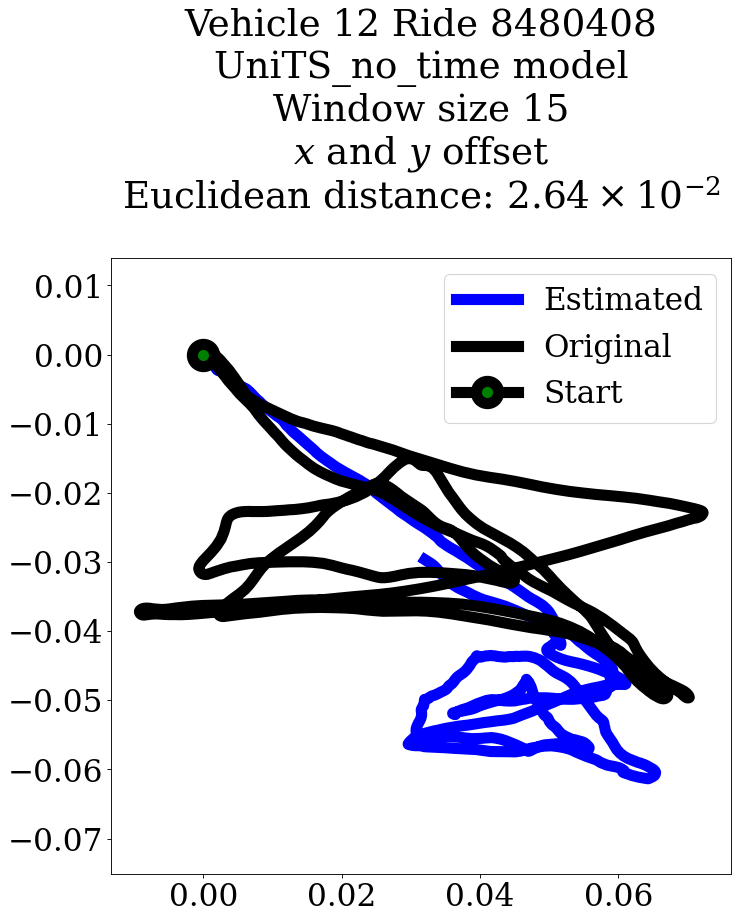 Vehicle 12 Ride 8480408
UniTS_no_time model
Window size 15
x and y offset
Euclidean distance: 2.64 × 10⁻²
Estimated
Original
Start
0.01
0.00
−0.01
−0.02
−0.03
−0.04
−0.05
−0.06
−0.07
0.00 0.02 0.04 0.06